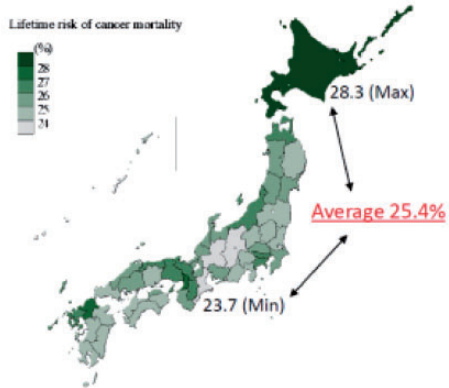 Lifetime risk of cancer mortality
(%)
28
27
26
25
24
28.3 (Max)
Average 25.4%
23.7 (Min)